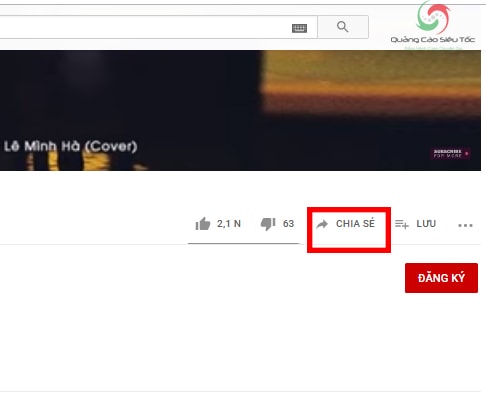 Quảng Cáo Siêu Tốc
Lê Minh Hà (Cover)
SUBSCRIBE
FOR MORE
2,1 N
63
CHIA SẺ
LƯU
ĐĂNG KÝ